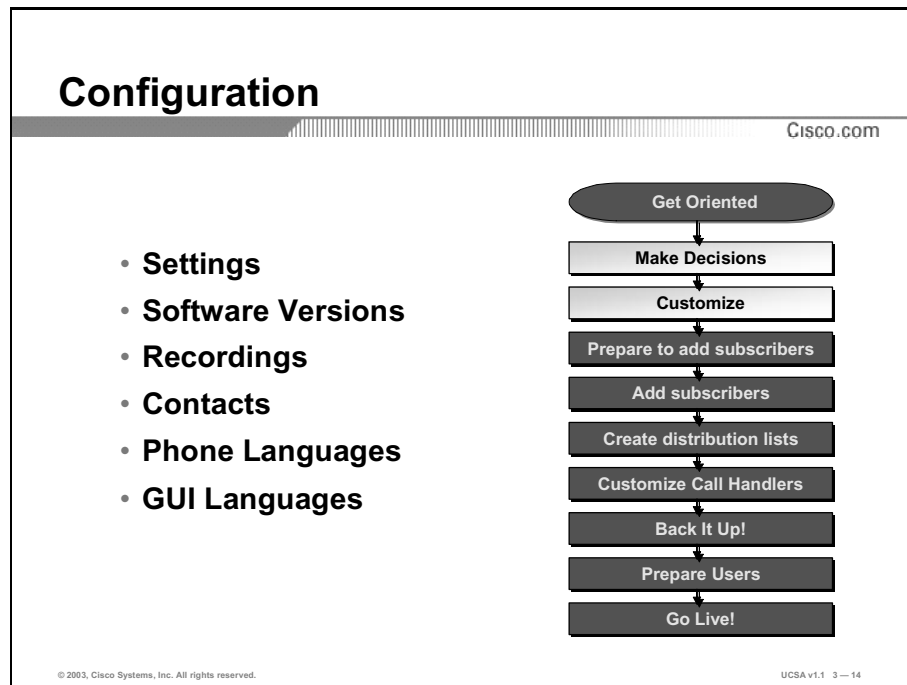 Configuration
Cisco.com
• Settings
• Software Versions
• Recordings
• Contacts
• Phone Languages
• GUI Languages
Get Oriented
Make Decisions
Customize
Prepare to add subscribers
Add subscribers
Create distribution lists
Customize Call Handlers
Back It Up!
Prepare Users
Go Live!
© 2003, Cisco Systems, Inc. All rights reserved.
UCSA v1.1 3 — 14